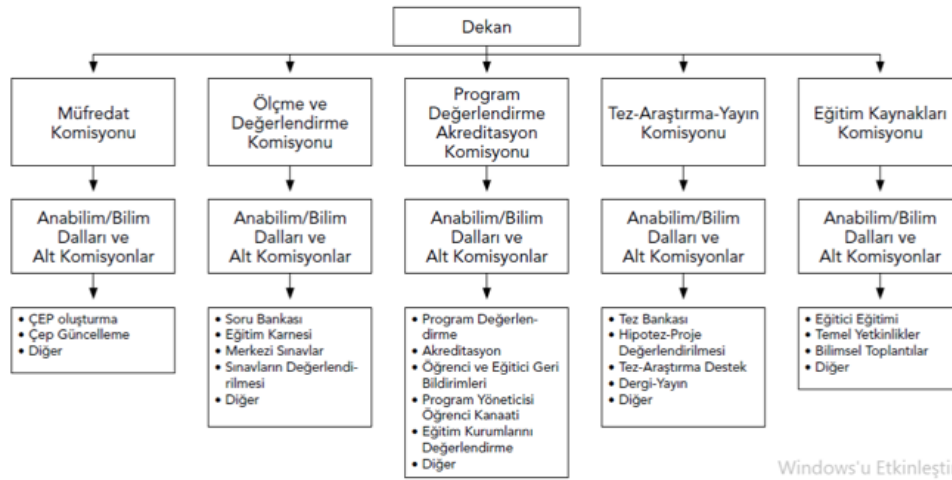 Dekan
Müfredat
Komisyonu
Ölçme ve
Değerlendirme
Komisyonu
Program
Değerlendirme
Akreditasyon
Komisyonu
Tez-Araştırma-Yayın
Komisyonu
Eğitim Kaynakları
Komisyonu
Anabilim/Bilim
Dalları ve
Alt Komisyonlar
Anabilim/Bilim
Dalları ve
Alt Komisyonlar
Anabilim/Bilim
Dalları ve
Alt Komisyonlar
Anabilim/Bilim
Dalları ve
Alt Komisyonlar
Anabilim/Bilim
Dalları ve
Alt Komisyonlar
• ÇEP oluşturma
• Çep Güncelleme
• Diğer
• Soru Bankası
• Eğitim Karnesi
• Merkezi Sınavlar
• Sınavların Değerlendi-
rilmesi
• Diğer
• Program Değerlen-
dirme
• Akreditasyon
• Öğrenci ve Eğitici Geri
Bildirimleri
• Program Yöneticisi
Öğrenci Kanaati
• Eğitim Kurumlarını
Değerlendirme
• Diğer
• Tez Bankası
• Hipotez-Proje
Değerlendirilmesi
• Tez-Araştırma Destek
• Dergi-Yayın
• Diğer
• Eğitici Eğitimi
• Temel Yetkinlikler
• Bilimsel Toplantılar
• Diğer
Windows'u Etkinleşti